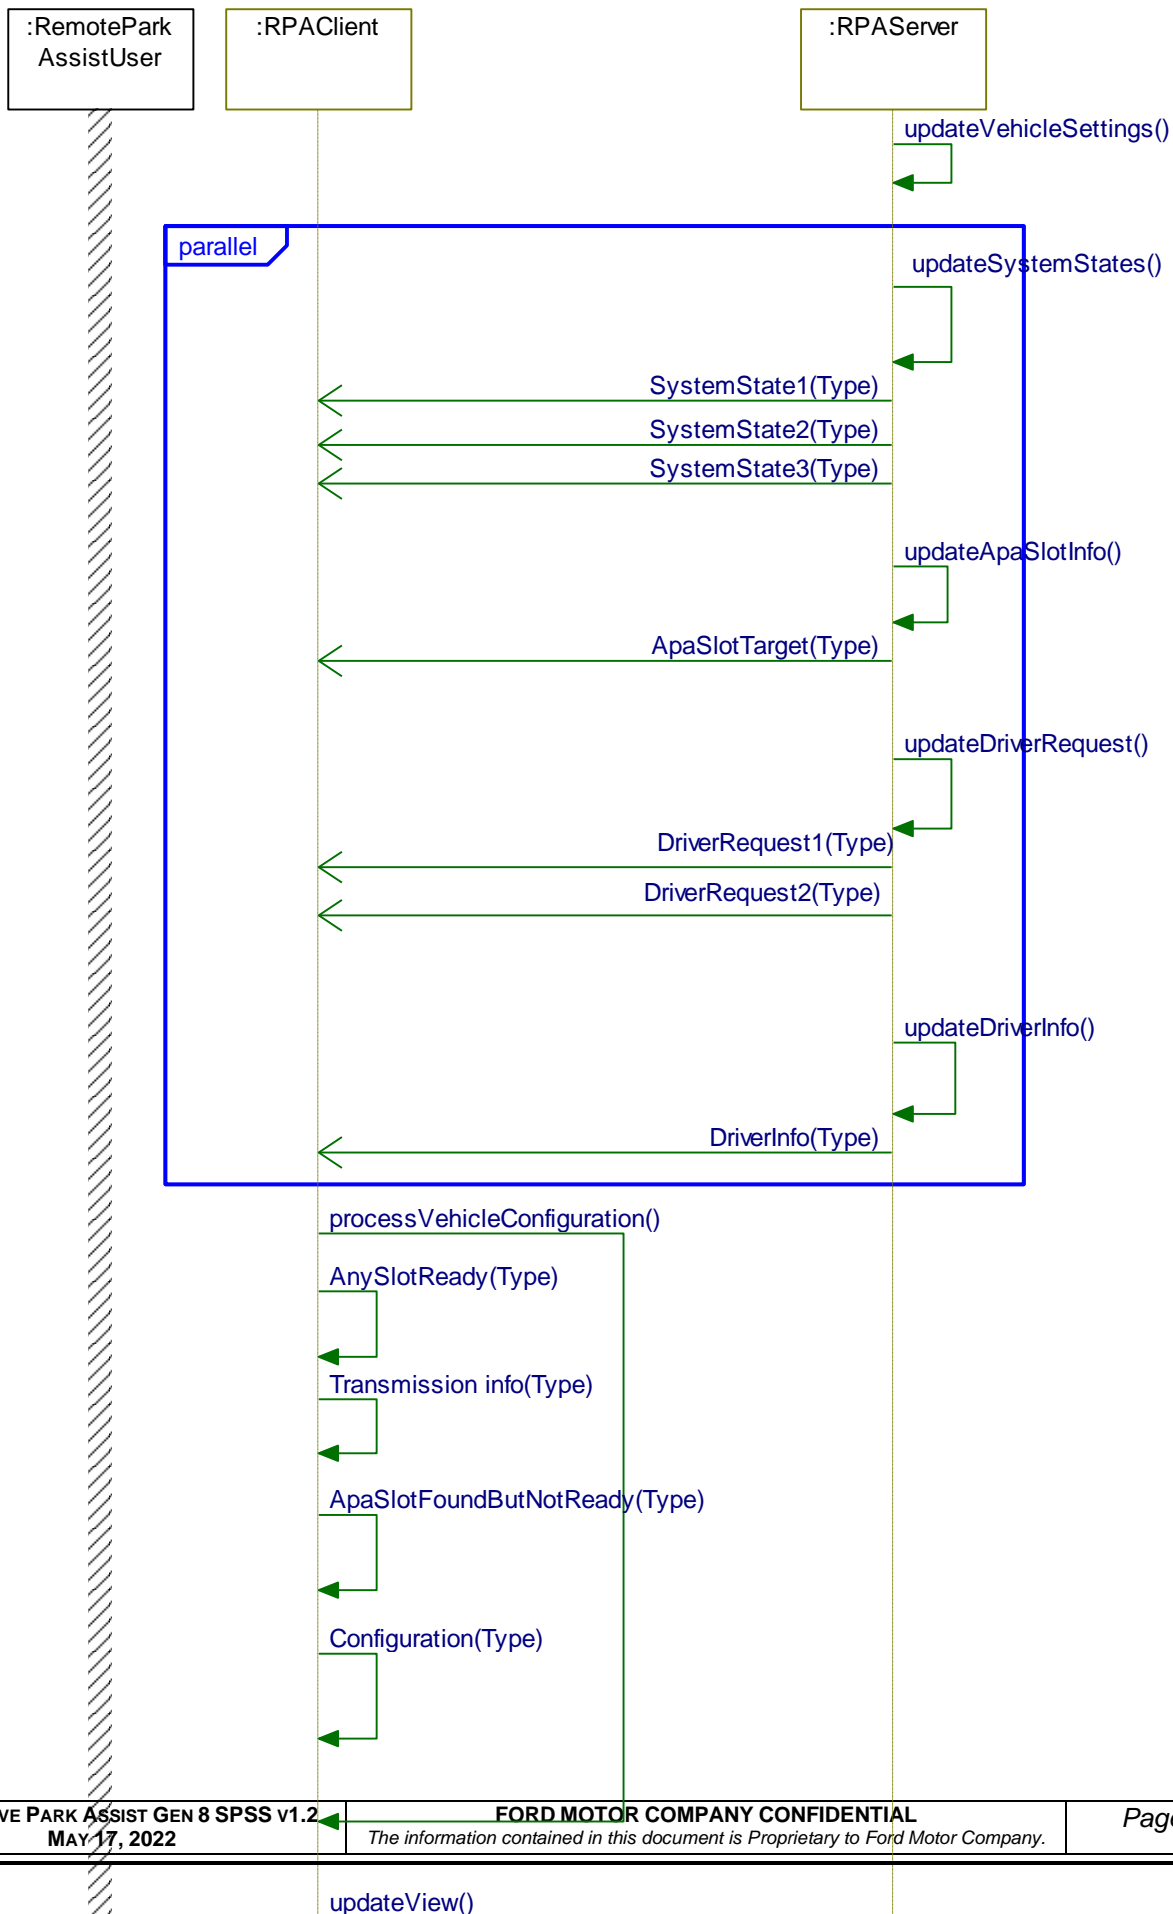 :RemotePark
AssistUser
:RPAClient
:RPAServer
updateVehicleSettings()
parallel
updateSystemStates()
SystemState1(Type)
SystemState2(Type)
SystemState3(Type)
updateApaSlotInfo()
ApaSlotTarget(Type)
updateDriverRequest()
DriverRequest1(Type)
DriverRequest2(Type)
updateDriverInfo()
DriverInfo(Type)
processVehicleConfiguration()
AnySlotReady(Type)
Transmission info(Type)
ApaSlotFoundButNotReady(Type)
Configuration(Type)
VE PARK ASSIST GEN 8 SPSS V1.2
MAY 17, 2022
FORD MOTOR COMPANY CONFIDENTIAL
The information contained in this document is Proprietary to Ford Motor Company.
Page
updateView()